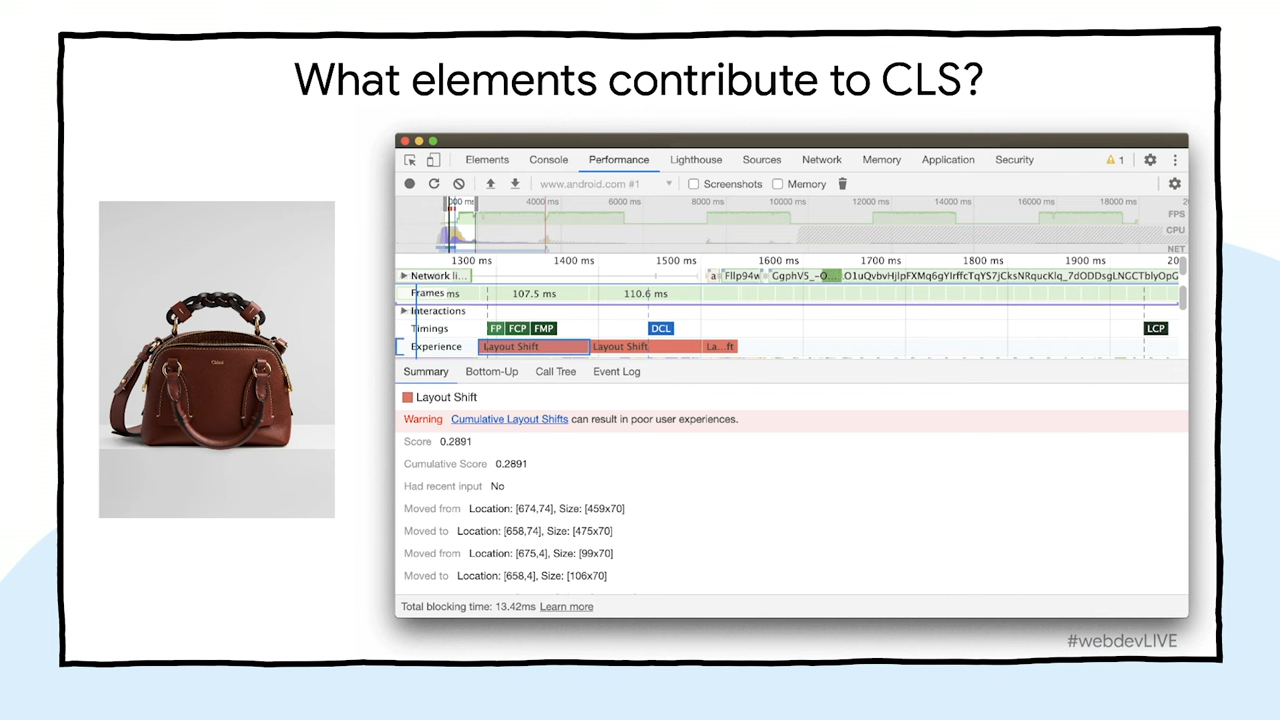 What elements contribute to CLS?
Chloé
Elements Console Performance Lighthouse Sources Network Memory Application Security 1
www.android.com #1 Screenshots Memory
000 ms 4000 ms 6000 ms 8000 ms 10000 ms 12000 ms 14000 ms 16000 ms 18000 ms
FPS
CPU
NET
1300 ms 1400 ms 1500 ms 1600 ms 1700 ms 1800 ms 1900 ms 20
Network li…
Frames ms 107.5 ms 110.6 ms
Interactions
Timings FP FCP FMP DCL LCP
Experience Layout Shift Layout Shift La…ft
Summary Bottom-Up Call Tree Event Log
Layout Shift
Warning Cumulative Layout Shifts can result in poor user experiences.
Score 0.2891
Cumulative Score 0.2891
Had recent input No
Moved from Location: [674,74], Size: [459x70]
Moved to Location: [658,74], Size: [475x70]
Moved from Location: [675,4], Size: [99x70]
Moved to Location: [658,4], Size: [106x70]
Total blocking time: 13.42ms Learn more
#webdevLIVE